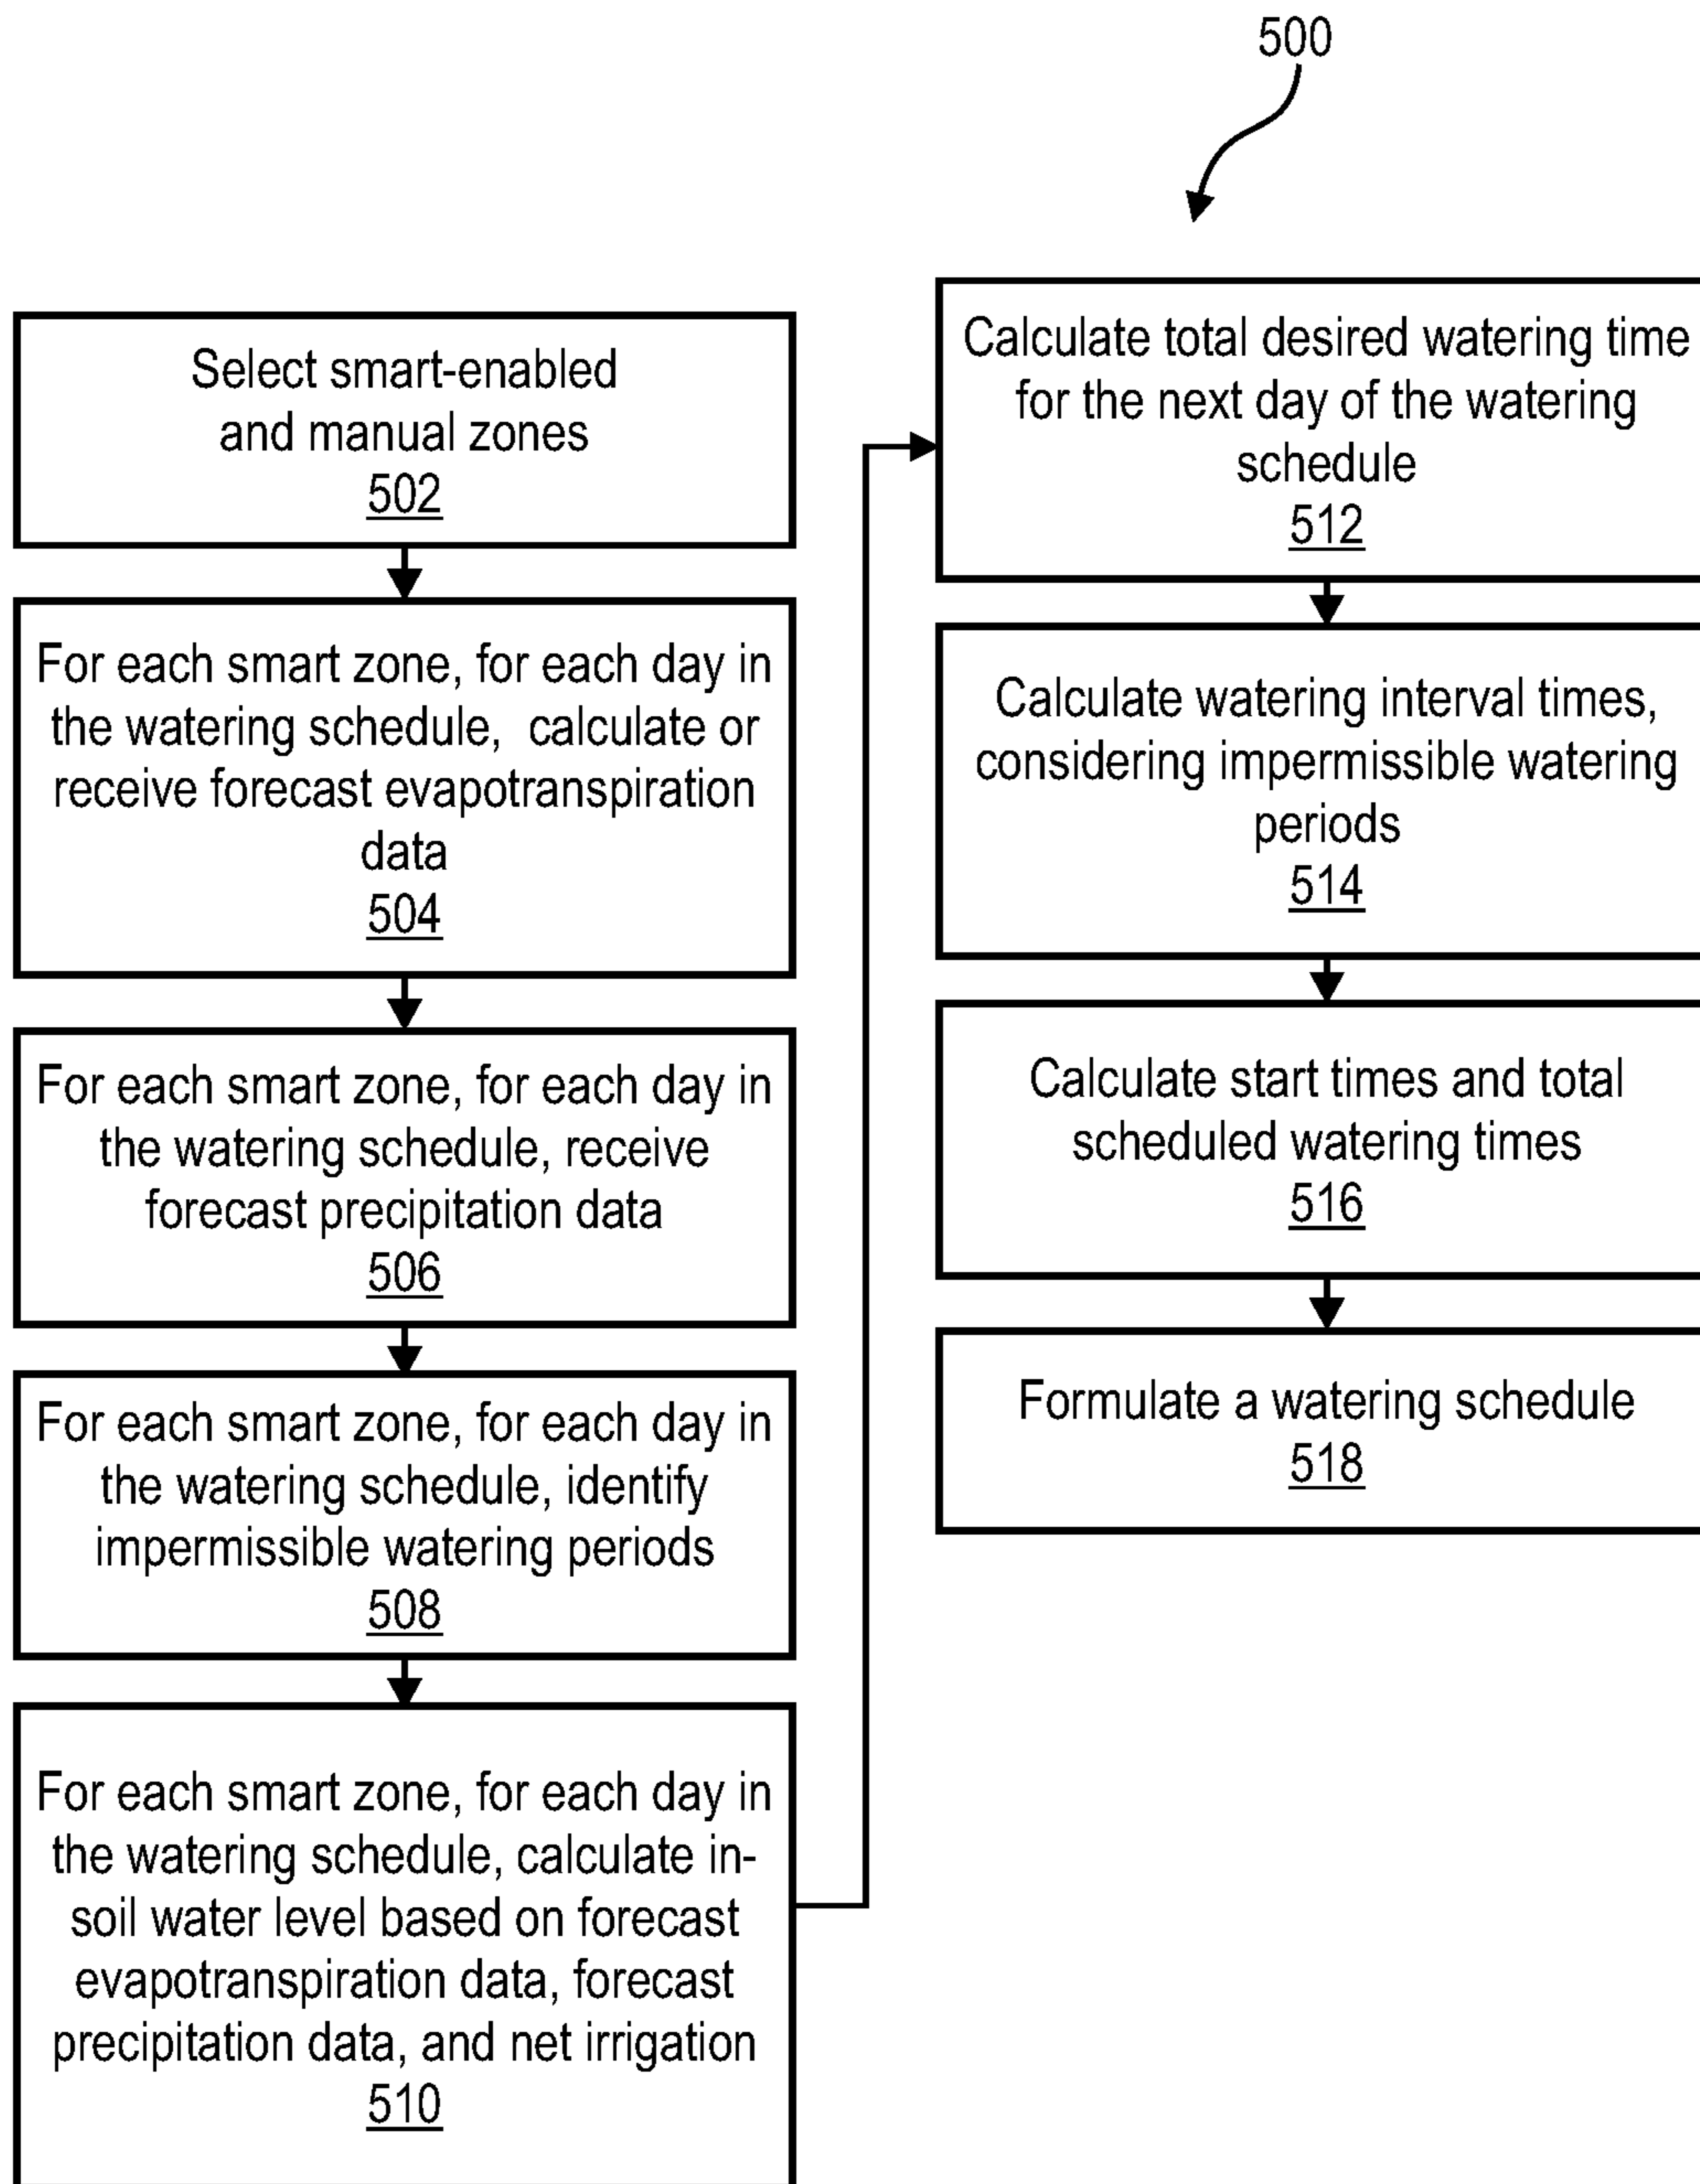 500
Select smart-enabled
and manual zones
502
For each smart zone, for each day in
the watering schedule, calculate or
receive forecast evapotranspiration
data
504
For each smart zone, for each day in
the watering schedule, receive
forecast precipitation data
506
For each smart zone, for each day in
the watering schedule, identify
impermissible watering periods
508
For each smart zone, for each day in
the watering schedule, calculate in-
soil water level based on forecast
evapotranspiration data, forecast
precipitation data, and net irrigation
510
Calculate total desired watering time
for the next day of the watering
schedule
512
Calculate watering interval times,
considering impermissible watering
periods
514
Calculate start times and total
scheduled watering times
516
Formulate a watering schedule
518